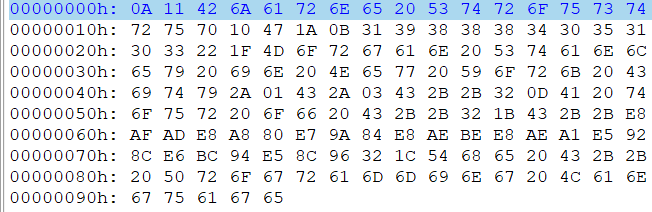 00000000h: 0A 11 42 6A 61 72 6E 65 20 53 74 72 6F 75 73 74
00000010h: 72 75 70 10 47 1A 0B 31 39 38 38 38 34 30 35 31
00000020h: 30 33 22 1F 4D 6F 72 67 61 6E 20 53 74 61 6E 6C
00000030h: 65 79 20 69 6E 20 4E 65 77 20 59 6F 72 6B 20 43
00000040h: 69 74 79 2A 01 43 2A 03 43 2B 2B 32 0D 41 20 74
00000050h: 6F 75 72 20 6F 66 20 43 2B 2B 32 1B 43 2B 2B E8
00000060h: AF AD E8 A8 80 E7 9A 84 E8 AE BE E8 AE A1 E5 92
00000070h: 8C E6 BC 94 E5 8C 96 32 1C 54 68 65 20 43 2B 2B
00000080h: 20 50 72 6F 67 72 61 6D 6D 69 6E 67 20 4C 61 6E
00000090h: 67 75 61 67 65